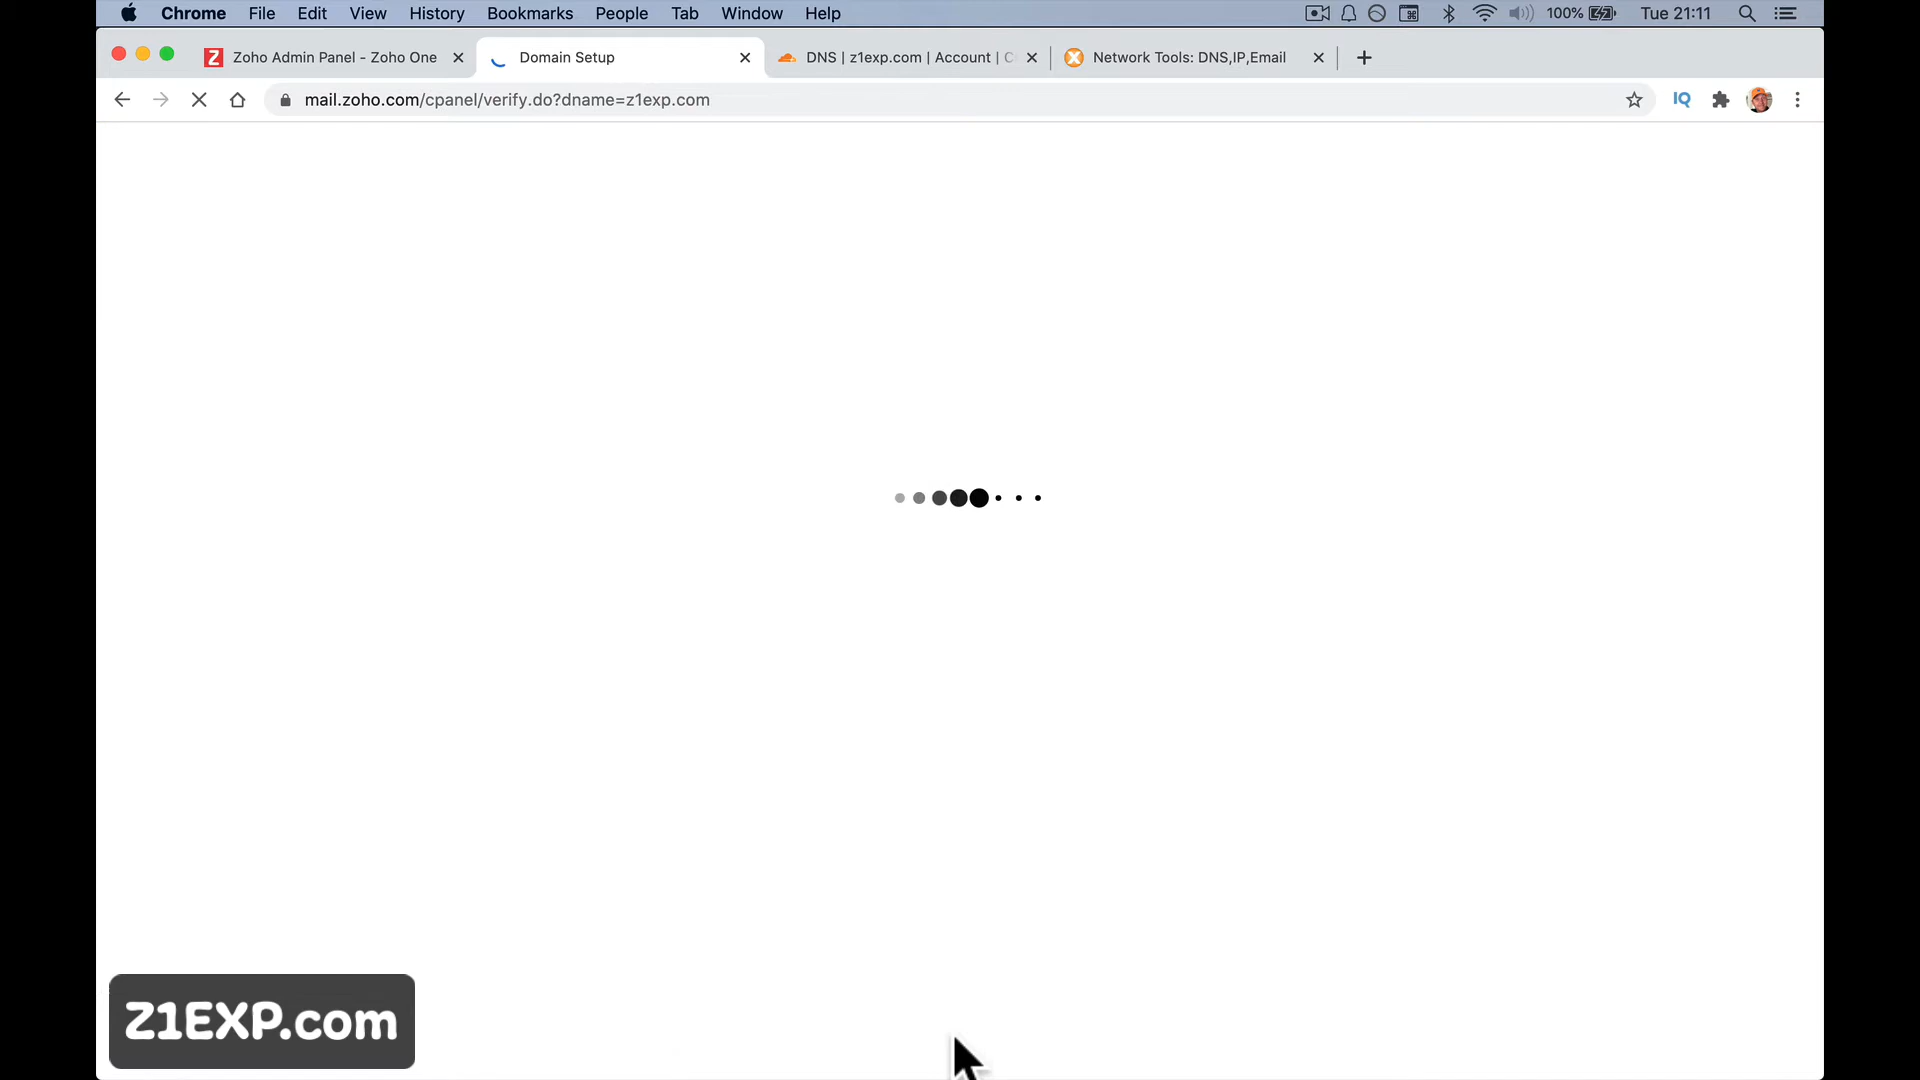 Chrome File Edit View History Bookmarks People Tab Window Help 100% Tue 21:11
Zoho Admin Panel - Zoho One Domain Setup DNS | z1exp.com | Account | C Network Tools: DNS,IP,Email
mail.zoho.com/cpanel/verify.do?dname=z1exp.com IQ
Z1EXP.com